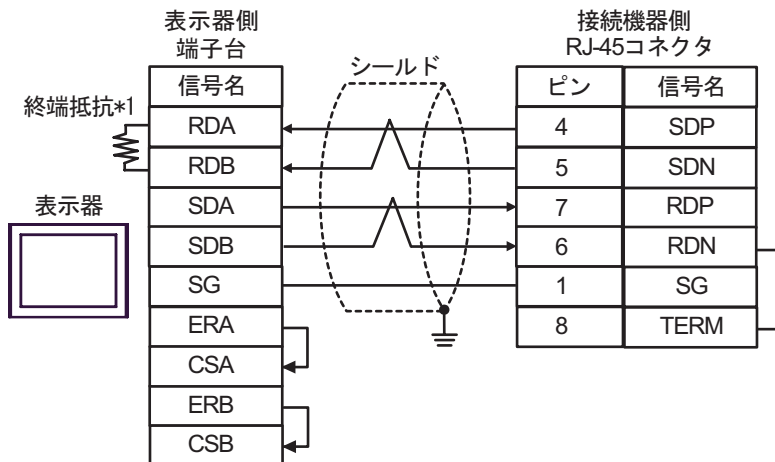 表示器側
端子台
接続機器側
RJ-45コネクタ
シールド
終端抵抗*1
表示器
信号名
RDA
RDB
SDA
SDB
SG
ERA
CSA
ERB
CSB
ピン 信号名
4 SDP
5 SDN
7 RDP
6 RDN
1 SG
8 TERM